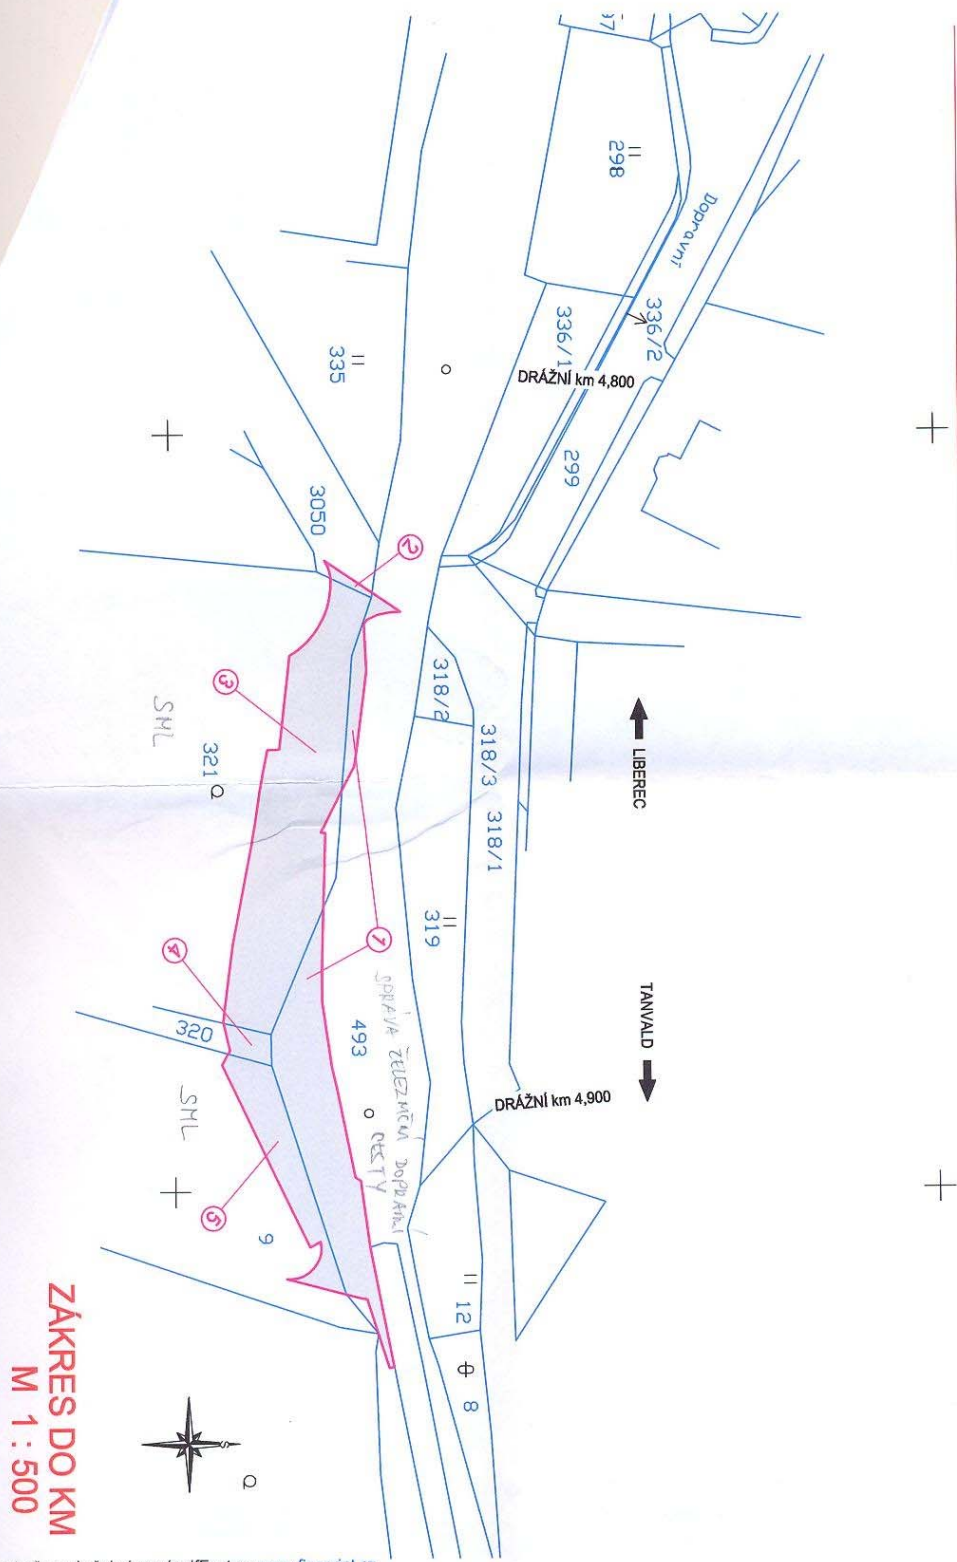 97
298
Dopravní
336/2
336/1
DRÁŽNÍ km 4,800
299
335
3050
2
318/2
318/3
318/1
LIBEREC
3
SML
321
319
1
TANVALD
4
SPRÁVA ŽELEZNIČNÍ DOPRAVNÍ
CESTY
493
320
SML
DRÁŽNÍ km 4,900
5
9
12
8
ZÁKRES DO KM
M 1 : 500